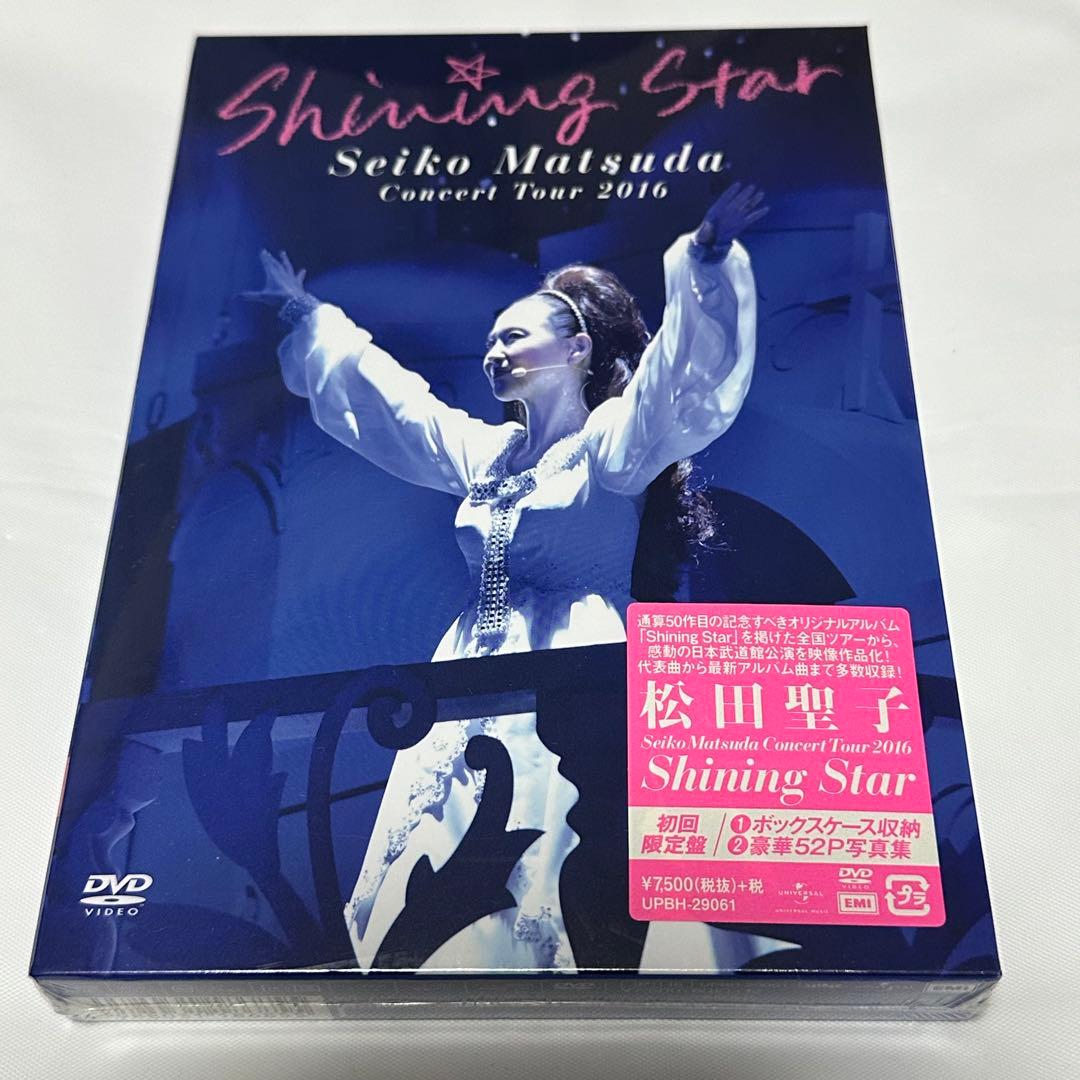 Shining Star
Seiko Matsuda
Concert Tour 2016
通算50作目の記念すべきオリジナルアルバム
「Shining Star」を掲げた全国ツアーから、
感動の日本武道館公演を映像作品化!
代表曲から最新アルバム曲まで多数収録!
松田聖子
Seiko Matsuda Concert Tour 2016
Shining Star
初回限定盤
①ボックスケース収納
②豪華52P写真集
¥7,500(税抜)+税
UPBH-29061
UNIVERSAL
UNIVERSAL MUSIC
DVD
VIDEO
EMI
プラ
DVD
VIDEO
EMI